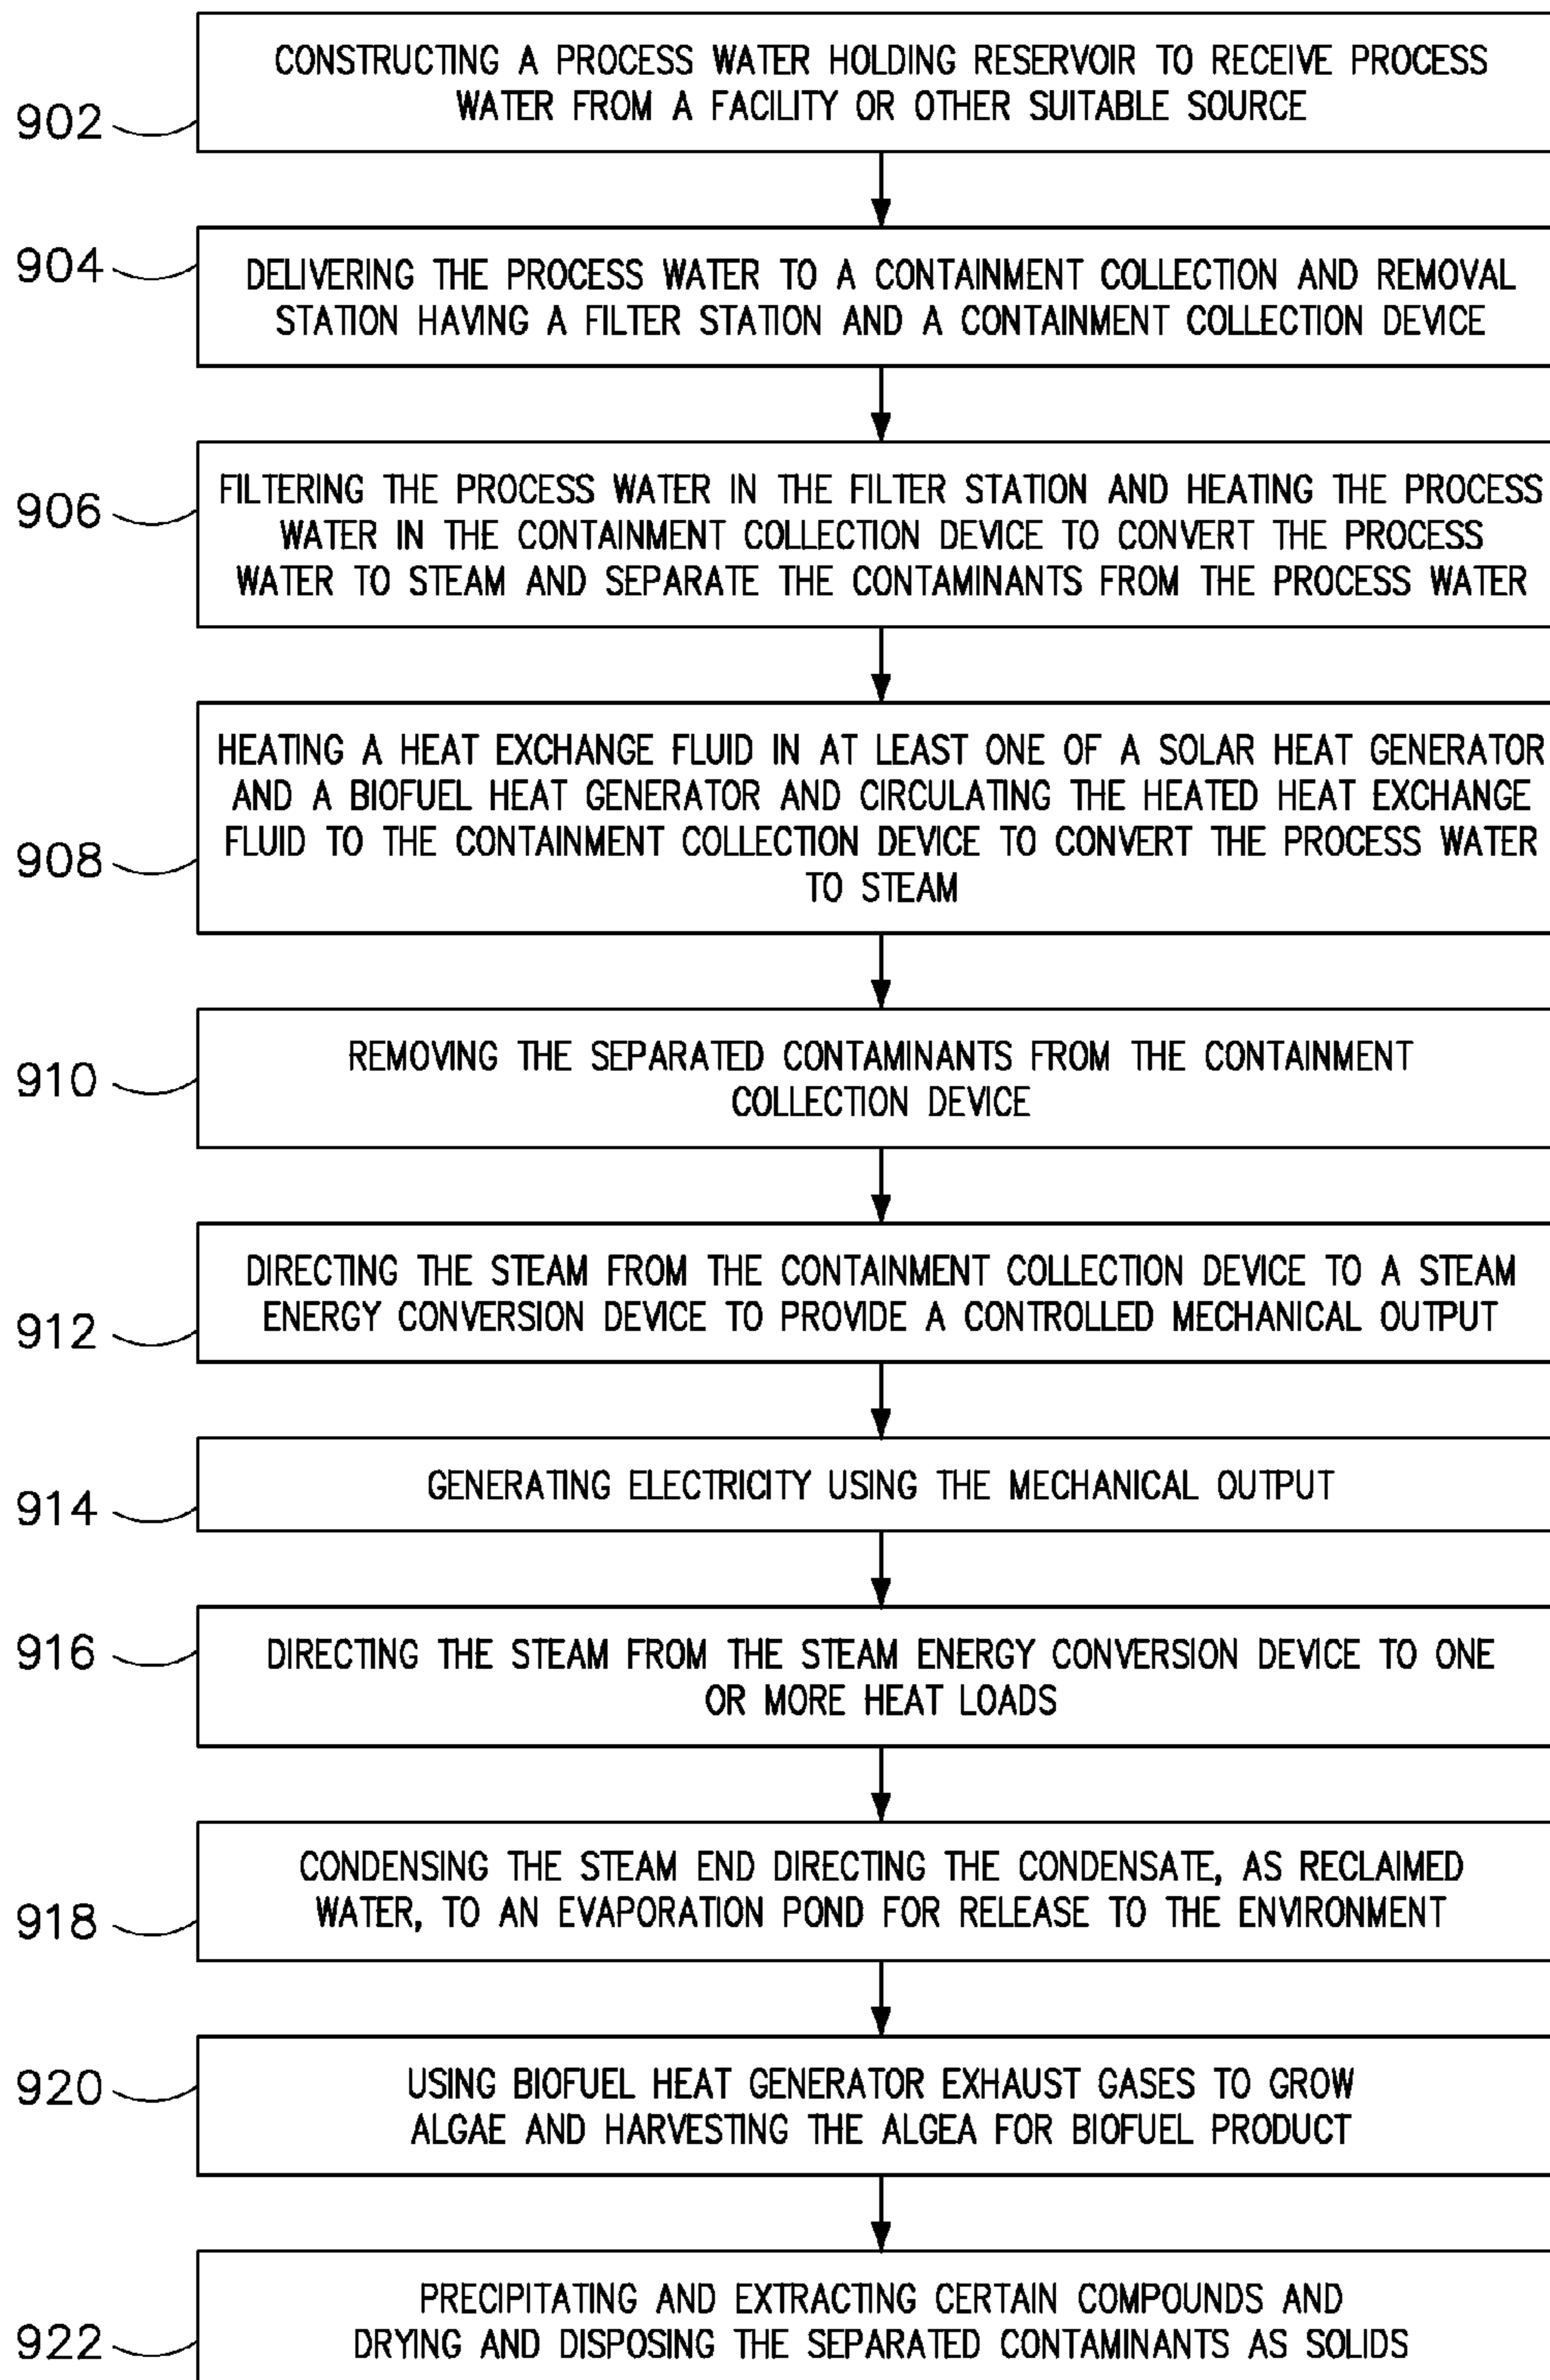 CONSTRUCTING A PROCESS WATER HOLDING RESERVOIR TO RECEIVE PROCESS
WATER FROM A FACILITY OR OTHER SUITABLE SOURCE
902
904
DELIVERING THE PROCESS WATER TO A CONTAINMENT COLLECTION AND REMOVAL
STATION HAVING A FILTER STATION AND A CONTAINMENT COLLECTION DEVICE
906
FILTERING THE PROCESS WATER IN THE FILTER STATION AND HEATING THE PROCESS
WATER IN THE CONTAINMENT COLLECTION DEVICE TO CONVERT THE PROCESS
WATER TO STEAM AND SEPARATE THE CONTAMINANTS FROM THE PROCESS WATER
HEATING A HEAT EXCHANGE FLUID IN AT LEAST ONE OF A SOLAR HEAT GENERATOR
AND A BIOFUEL HEAT GENERATOR AND CIRCULATING THE HEATED HEAT EXCHANGE
FLUID TO THE CONTAINMENT COLLECTION DEVICE TO CONVERT THE PROCESS WATER
TO STEAM
908
REMOVING THE SEPARATED CONTAMINANTS FROM THE CONTAINMENT
COLLECTION DEVICE
910
DIRECTING THE STEAM FROM THE CONTAINMENT COLLECTION DEVICE TO A STEAM
ENERGY CONVERSION DEVICE TO PROVIDE A CONTROLLED MECHANICAL OUTPUT
912
GENERATING ELECTRICITY USING THE MECHANICAL OUTPUT
914
916
DIRECTING THE STEAM FROM THE STEAM ENERGY CONVERSION DEVICE TO ONE
OR MORE HEAT LOADS
CONDENSING THE STEAM END DIRECTING THE CONDENSATE, AS RECLAIMED
WATER, TO AN EVAPORATION POND FOR RELEASE TO THE ENVIRONMENT
918
920
USING BIOFUEL HEAT GENERATOR EXHAUST GASES TO GROW
ALGAE AND HARVESTING THE ALGEA FOR BIOFUEL PRODUCT
PRECIPITATING AND EXTRACTING CERTAIN COMPOUNDS AND
DRYING AND DISPOSING THE SEPARATED CONTAMINANTS AS SOLIDS
922